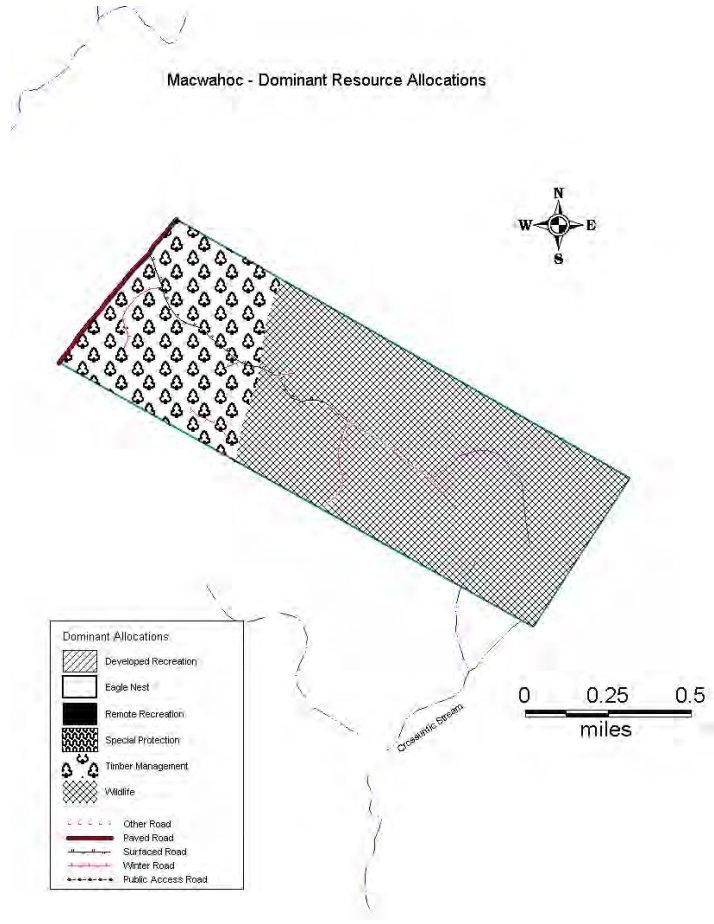 Macwahoc - Dominant Resource Allocations
N
W E
S
Dominant Allocations
Developed Recreation
Eagle Nest
Remote Recreation
Special Protection
Timber Management
Wildlife
Other Road
Paved Road
Surfaced Road
Winter Road
Public Access Road
Crossuntic Stream
0 0.25 0.5
miles